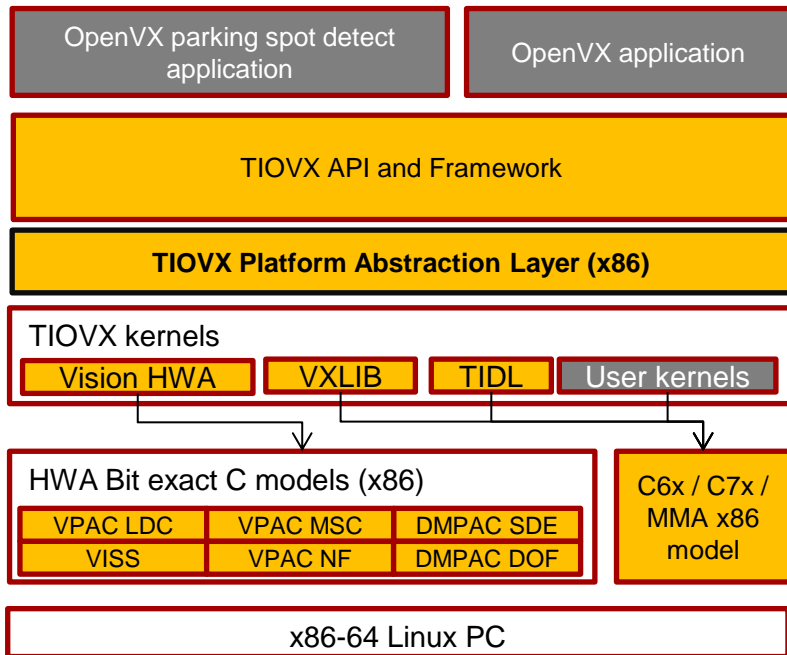 OpenVX parking spot detect
application
OpenVX application
TIOVX API and Framework
TIOVX Platform Abstraction Layer (x86)
TIOVX kernels
Vision HWA
VXLIB
TIDL
User kernels
HWA Bit exact C models (x86)
VPAC LDC
VPAC MSC
DMPAC SDE
VISS
VPAC NF
DMPAC DOF
C6x / C7x /
MMA x86
model
x86-64 Linux PC